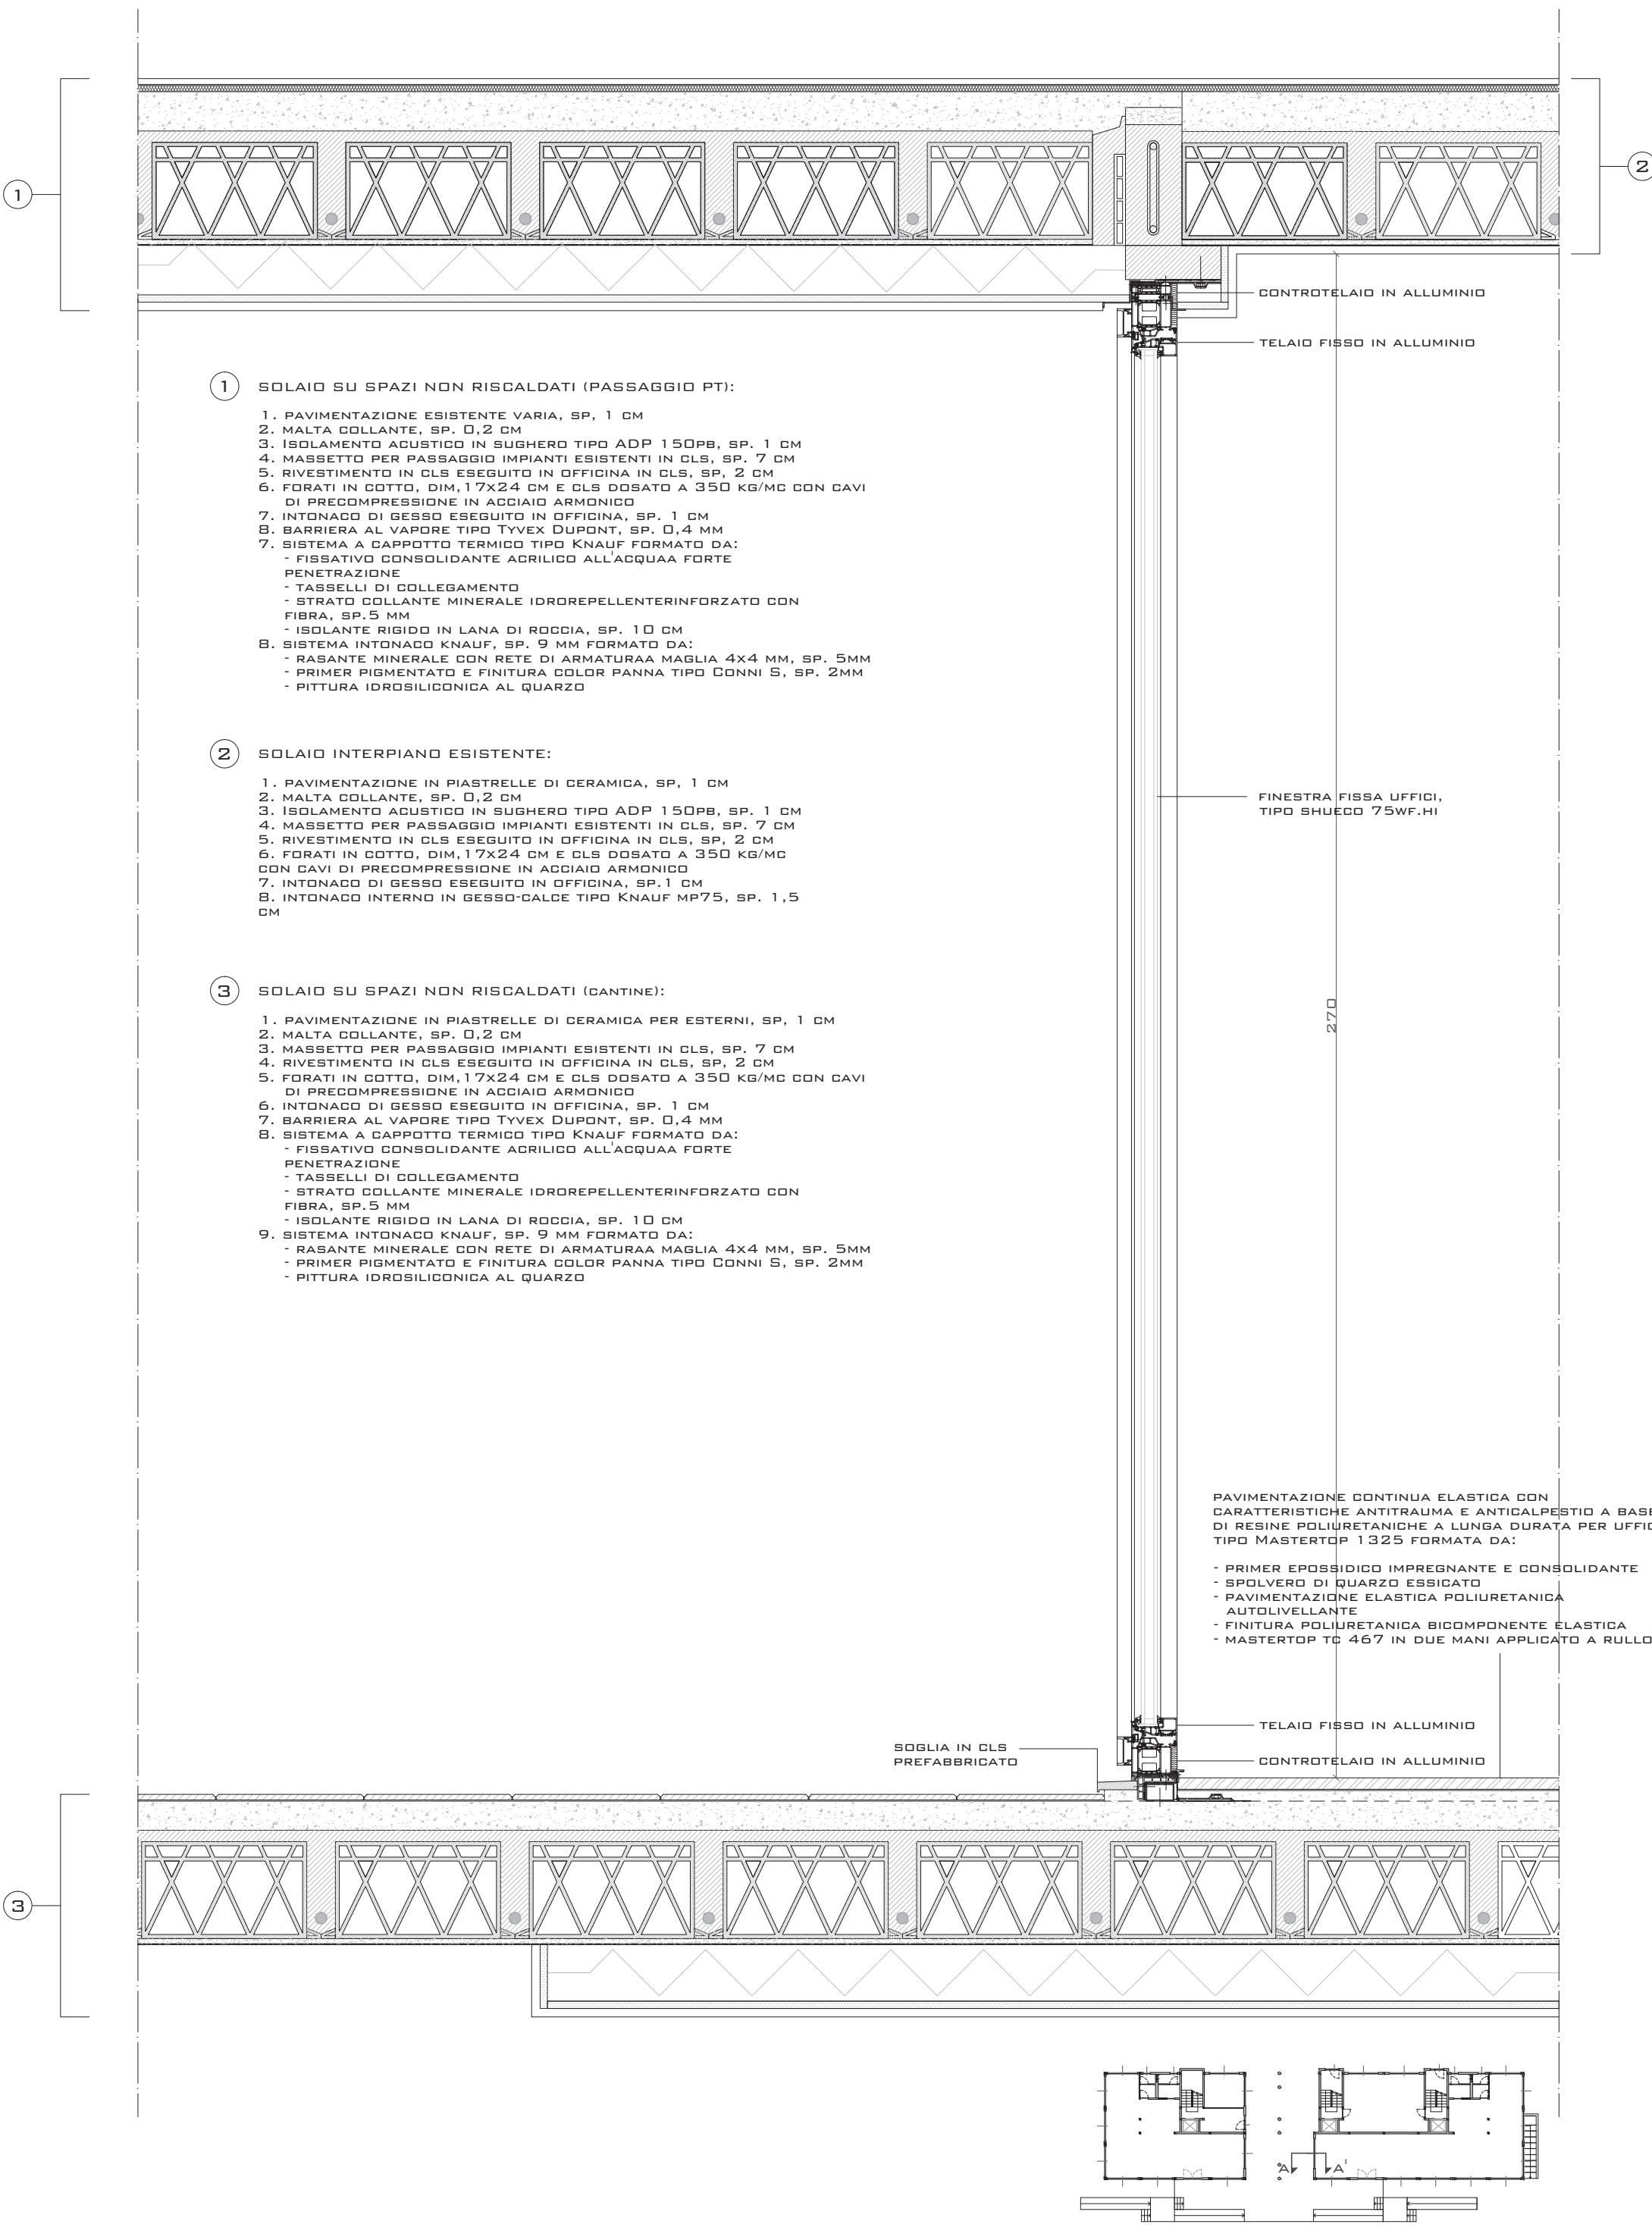 1
2
CONTROTELAIO IN ALLUMINIO
TELAIO FISSO IN ALLUMINIO
1 SOLAIO SU SPAZI NON RISCALDATI (PASSAGGIO PT):
1. PAVIMENTAZIONE ESISTENTE VARIA, SP, 1 CM
2. MALTA COLLANTE, SP. 0,2 CM
3. ISOLAMENTO ACUSTICO IN SUGHERO TIPO ADP 150PB, SP. 1 CM
4. MASSETTO PER PASSAGGIO IMPIANTI ESISTENTI IN CLS, SP. 7 CM
5. RIVESTIMENTO IN CLS ESEGUITO IN OFFICINA IN CLS, SP, 2 CM
6. FORATI IN COTTO, DIM,17X24 CM E CLS DOSATO A 350 KG/MC CON CAVI
DI PRECOMPRESSIONE IN ACCIAIO ARMONICO
7. INTONACO DI GESSO ESEGUITO IN OFFICINA, SP. 1 CM
8. BARRIERA AL VAPORE TIPO TYVEX DUPONT, SP. 0,4 MM
7. SISTEMA A CAPPOTTO TERMICO TIPO KNAUF FORMATO DA:
- FISSATIVO CONSOLIDANTE ACRILICO ALL'ACQUAA FORTE
PENETRAZIONE
- TASSELLI DI COLLEGAMENTO
- STRATO COLLANTE MINERALE IDROREPELLENTERINFORZATO CON
FIBRA, SP.5 MM
- ISOLANTE RIGIDO IN LANA DI ROCCIA, SP. 10 CM
8. SISTEMA INTONACO KNAUF, SP. 9 MM FORMATO DA:
- RASANTE MINERALE CON RETE DI ARMATURAA MAGLIA 4X4 MM, SP. 5MM
- PRIMER PIGMENTATO E FINITURA COLOR PANNA TIPO CONNI S, SP. 2MM
- PITTURA IDROSILICONICA AL QUARZO
2 SOLAIO INTERPIANO ESISTENTE:
1. PAVIMENTAZIONE IN PIASTRELLE DI CERAMICA, SP, 1 CM
2. MALTA COLLANTE, SP. 0,2 CM
3. ISOLAMENTO ACUSTICO IN SUGHERO TIPO ADP 150PB, SP. 1 CM
4. MASSETTO PER PASSAGGIO IMPIANTI ESISTENTI IN CLS, SP. 7 CM
5. RIVESTIMENTO IN CLS ESEGUITO IN OFFICINA IN CLS, SP, 2 CM
6. FORATI IN COTTO, DIM,17X24 CM E CLS DOSATO A 350 KG/MC
CON CAVI DI PRECOMPRESSIONE IN ACCIAIO ARMONICO
7. INTONACO DI GESSO ESEGUITO IN OFFICINA, SP.1 CM
8. INTONACO INTERNO IN GESSO-CALCE TIPO KNAUF MP75, SP. 1,5
CM
FINESTRA FISSA UFFICI,
TIPO SHUECO 75WF.HI
3 SOLAIO SU SPAZI NON RISCALDATI (CANTINE):
1. PAVIMENTAZIONE IN PIASTRELLE DI CERAMICA PER ESTERNI, SP, 1 CM
2. MALTA COLLANTE, SP. 0,2 CM
3. MASSETTO PER PASSAGGIO IMPIANTI ESISTENTI IN CLS, SP. 7 CM
4. RIVESTIMENTO IN CLS ESEGUITO IN OFFICINA IN CLS, SP, 2 CM
5. FORATI IN COTTO, DIM,17X24 CM E CLS DOSATO A 350 KG/MC CON CAVI
DI PRECOMPRESSIONE IN ACCIAIO ARMONICO
6. INTONACO DI GESSO ESEGUITO IN OFFICINA, SP. 1 CM
7. BARRIERA AL VAPORE TIPO TYVEX DUPONT, SP. 0,4 MM
8. SISTEMA A CAPPOTTO TERMICO TIPO KNAUF FORMATO DA:
- FISSATIVO CONSOLIDANTE ACRILICO ALL'ACQUAA FORTE
PENETRAZIONE
- TASSELLI DI COLLEGAMENTO
- STRATO COLLANTE MINERALE IDROREPELLENTERINFORZATO CON
FIBRA, SP.5 MM
- ISOLANTE RIGIDO IN LANA DI ROCCIA, SP. 10 CM
9. SISTEMA INTONACO KNAUF, SP. 9 MM FORMATO DA:
- RASANTE MINERALE CON RETE DI ARMATURAA MAGLIA 4X4 MM, SP. 5MM
- PRIMER PIGMENTATO E FINITURA COLOR PANNA TIPO CONNI S, SP. 2MM
- PITTURA IDROSILICONICA AL QUARZO
270
PAVIMENTAZIONE CONTINUA ELASTICA CON
CARATTERISTICHE ANTITRAUMA E ANTICALPESTIO A BASE
DI RESINE POLIURETANICHE A LUNGA DURATA PER UFFIC
TIPO MASTERTOP 1325 FORMATA DA:
- PRIMER EPOSSIDICO IMPREGNANTE E CONSOLIDANTE
- SPOLVERO DI QUARZO ESSICATO
- PAVIMENTAZIONE ELASTICA POLIURETANICA
AUTOLIVELLANTE
- FINITURA POLIURETANICA BICOMPONENTE ELASTICA
- MASTERTOP TC 467 IN DUE MANI APPLICATO A RULLO
TELAIO FISSO IN ALLUMINIO
SOGLIA IN CLS
PREFABBRICATO
CONTROTELAIO IN ALLUMINIO
3
A A'